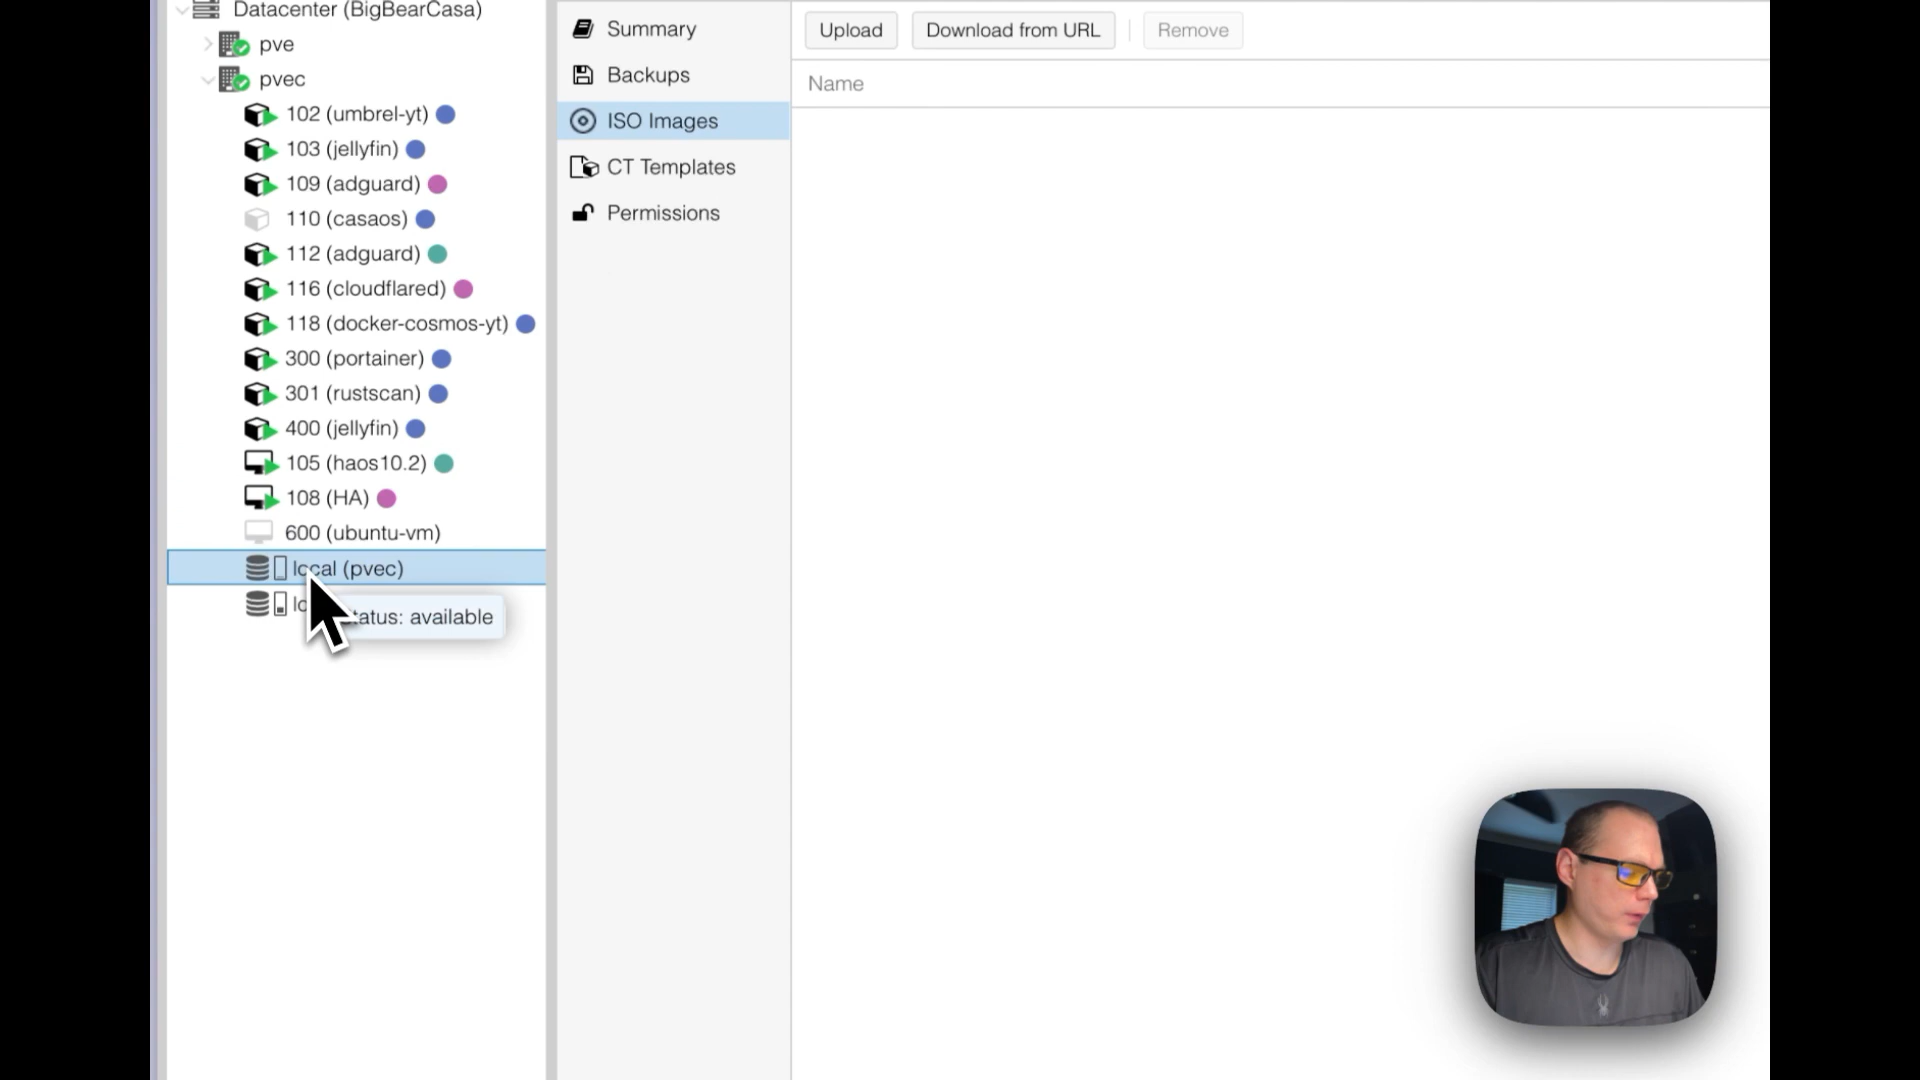 Datacenter (BigBearCasa)
pve
pvec
102 (umbrel-yt)
103 (jellyfin)
109 (adguard)
110 (casaos)
112 (adguard)
116 (cloudflared)
118 (docker-cosmos-yt)
300 (portainer)
301 (rustscan)
400 (jellyfin)
105 (haos10.2)
108 (HA)
600 (ubuntu-vm)
local (pvec)
lo
tatus: available
Summary
Backups
ISO Images
CT Templates
Permissions
Upload
Download from URL
Remove
Name